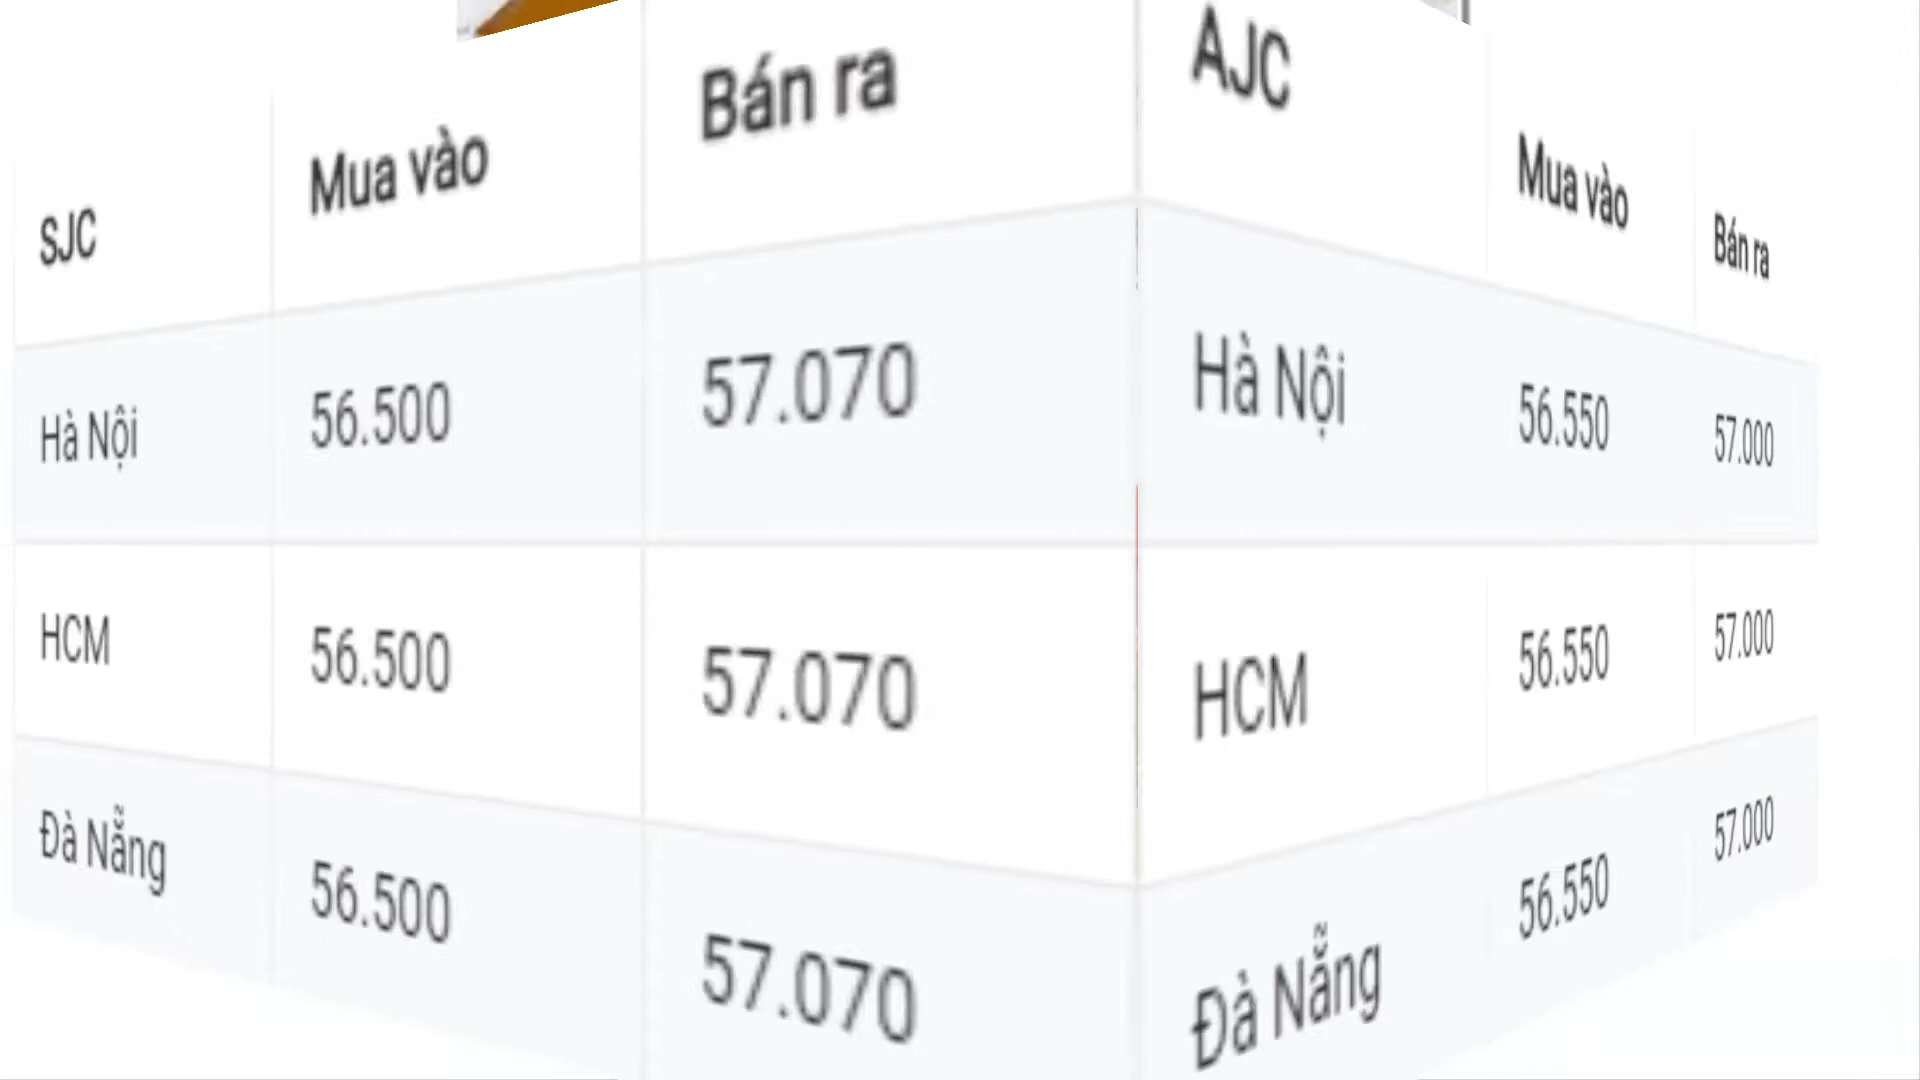 SJC Mua vào Bán ra
Hà Nội 56.500 57.070
HCM 56.500 57.070
Đà Nẵng 56.500 57.070
AJC Mua vào Bán ra
Hà Nội 56.550 57.000
HCM 56.550 57.000
Đà Nẵng 56.550 57.000